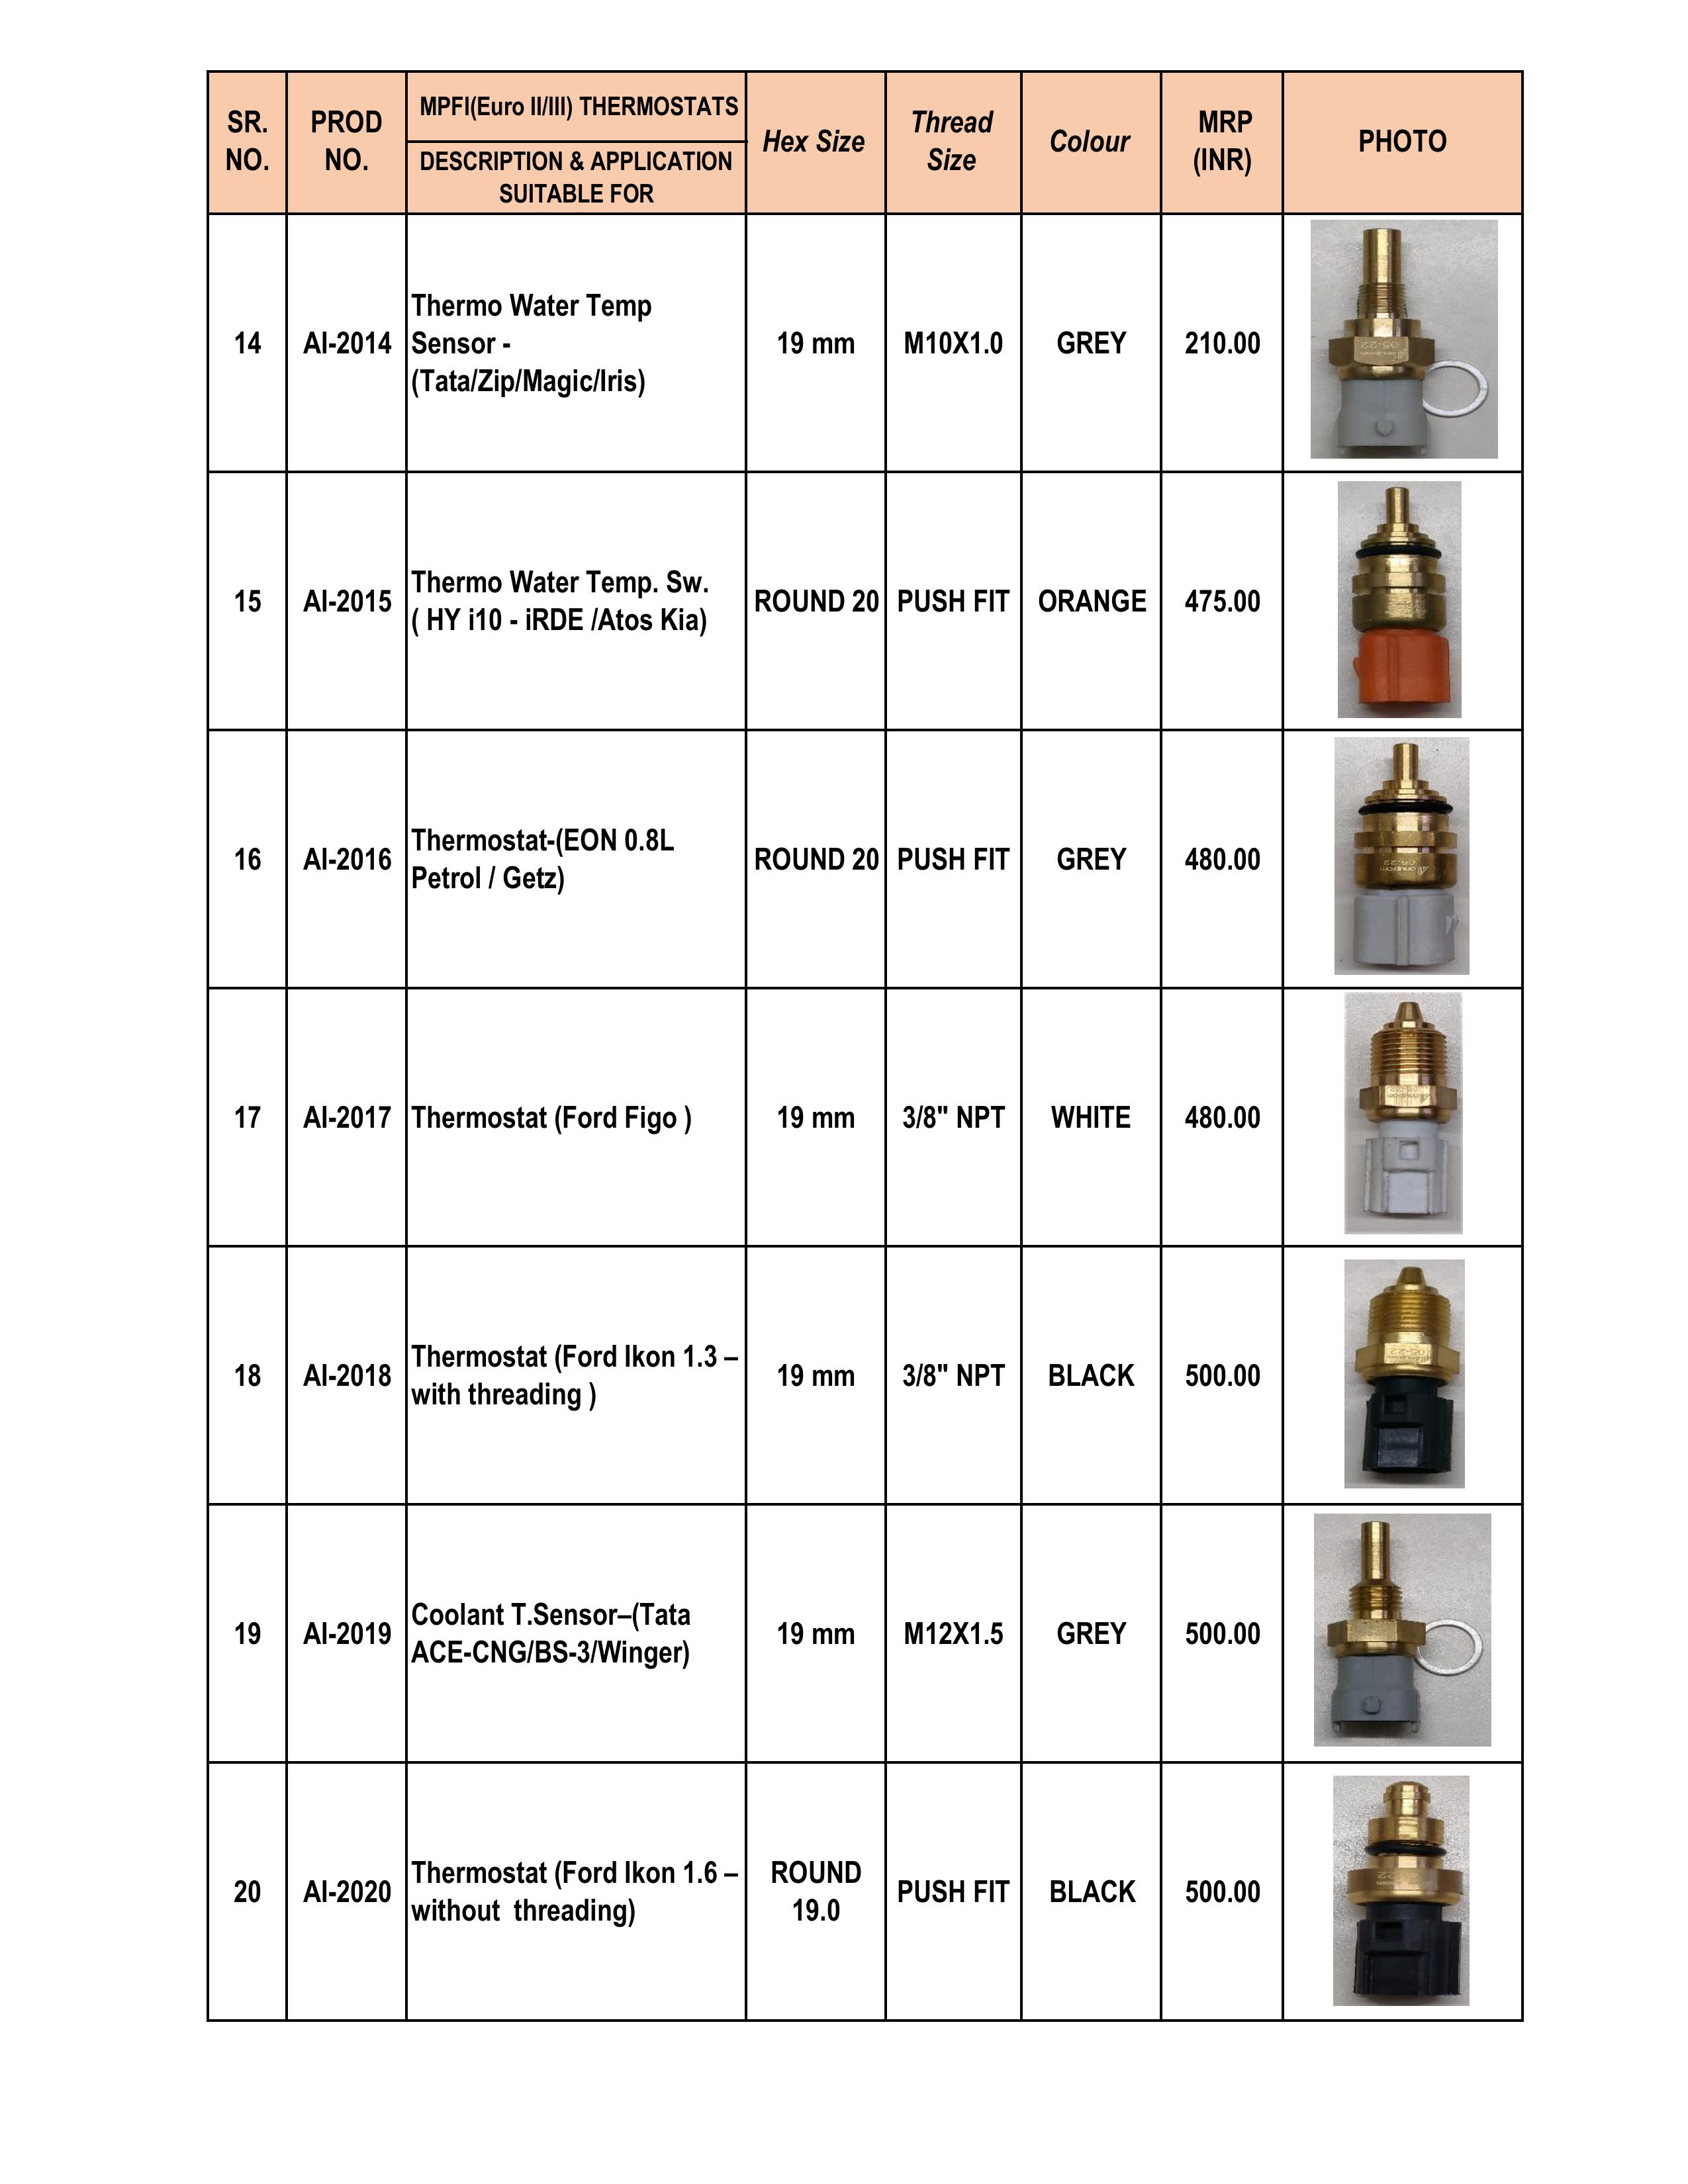 SR. NO.
PROD NO.
MPFI(Euro II/III) THERMOSTATS
DESCRIPTION & APPLICATION
SUITABLE FOR
Hex Size
Thread Size
Colour
MRP (INR)
PHOTO
14
AI-2014
Thermo Water Temp
Sensor -
(Tata/Zip/Magic/Iris)
19 mm
M10X1.0
GREY
210.00
05-22
15
AI-2015
Thermo Water Temp. Sw.
( HY i10 - iRDE /Atos Kia)
ROUND 20
PUSH FIT
ORANGE
475.00
16
AI-2016
Thermostat-(EON 0.8L
Petrol / Getz)
ROUND 20
PUSH FIT
GREY
480.00
17
AI-2017
Thermostat (Ford Figo )
19 mm
3/8" NPT
WHITE
480.00
18
AI-2018
Thermostat (Ford Ikon 1.3 –
with threading )
19 mm
3/8" NPT
BLACK
500.00
05-22
19
AI-2019
Coolant T.Sensor–(Tata
ACE-CNG/BS-3/Winger)
19 mm
M12X1.5
GREY
500.00
20
AI-2020
Thermostat (Ford Ikon 1.6 –
without  threading)
ROUND
19.0
PUSH FIT
BLACK
500.00